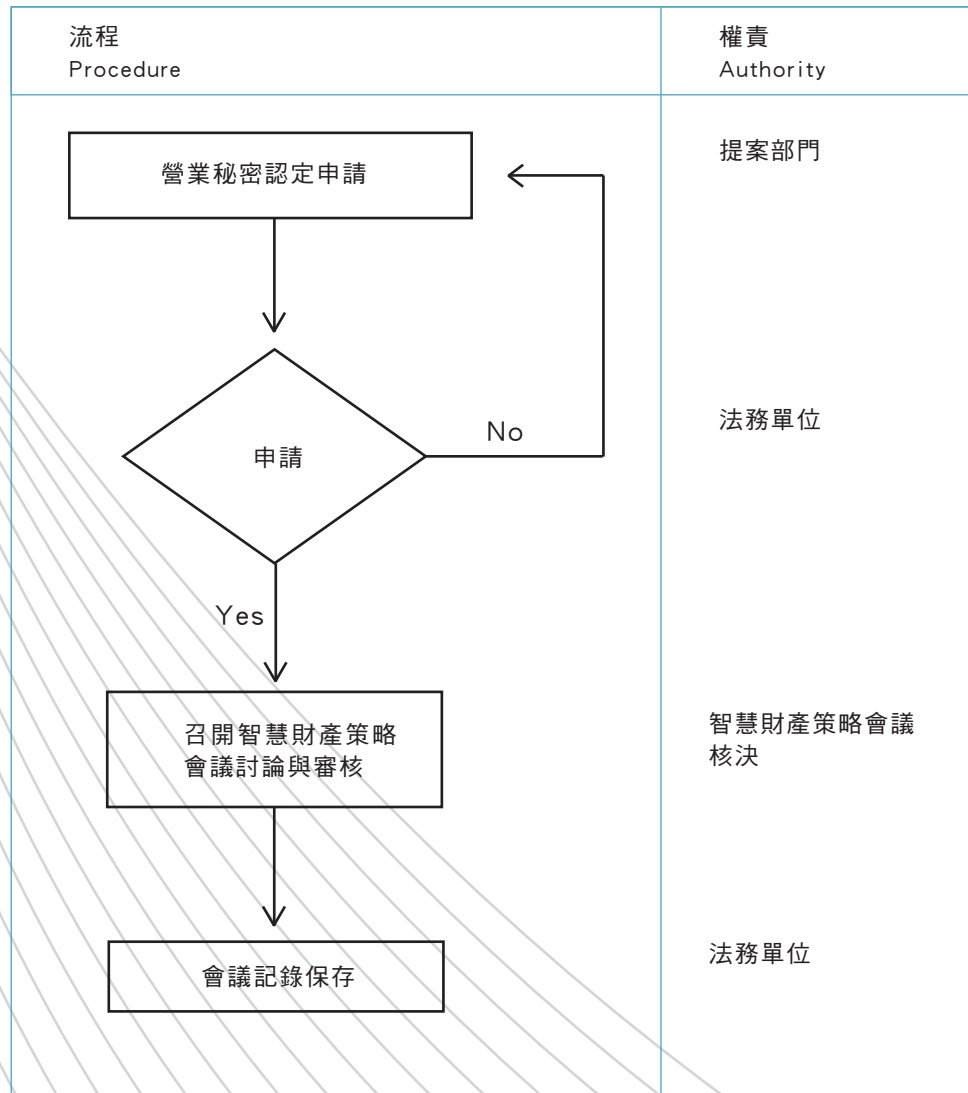 流程
Procedure
權責
Authority
營業秘密認定申請
提案部門
申請
No
法務單位
Yes
召開智慧財產策略
會議討論與審核
智慧財產策略會議
核決
會議記錄保存
法務單位